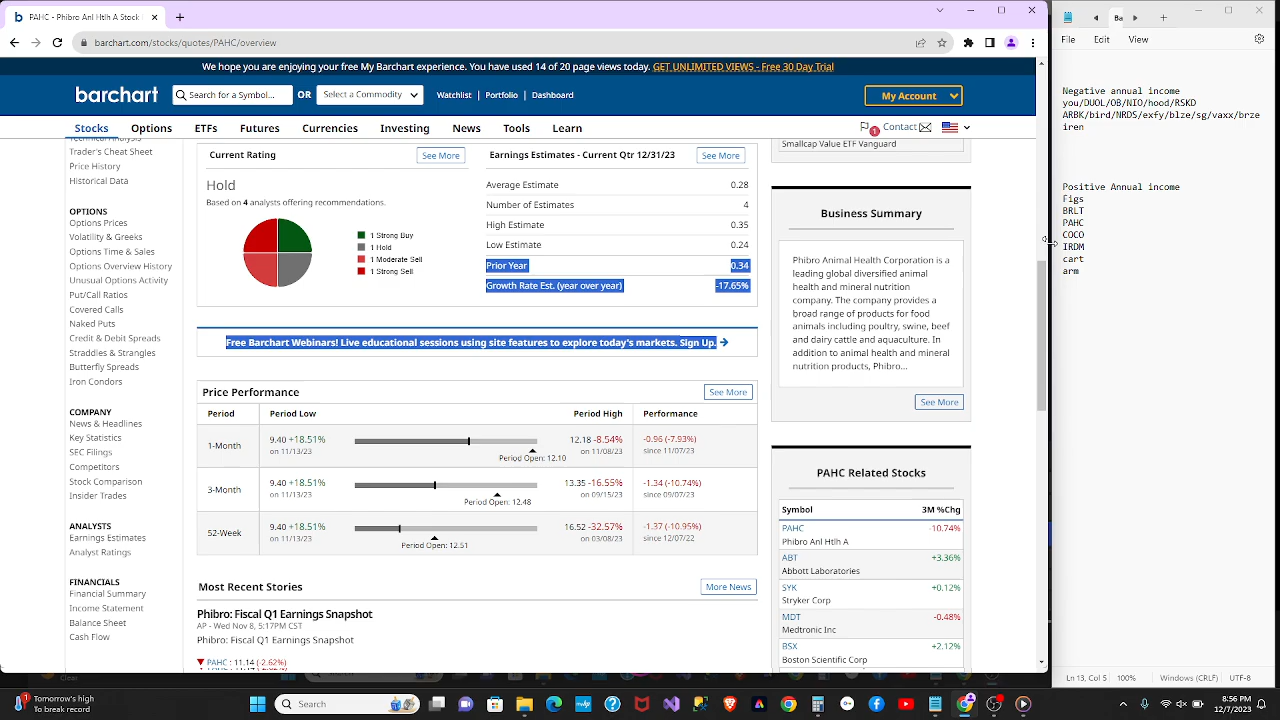 PAHC - Phibro Anl Hlth A Stock
barchart.com/stocks/quotes/PAHC/overview
We hope you are enjoying your free My Barchart experience. You have used 14 of 20 page views today. GET UNLIMITED VIEWS - Free 30 Day Trial
barchart
Search for a Symbol...
OR
Select a Commodity
Watchlist | Portfolio | Dashboard
My Account
Stocks
Options
ETFs
Futures
Currencies
Investing
News
Tools
Learn
1
Contact
Technical Analysis
Trader's Cheat Sheet
Price History
Historical Data
OPTIONS
Options Prices
Volatility & Greeks
Options Time & Sales
Options Overview History
Unusual Options Activity
Put/Call Ratios
Covered Calls
Naked Puts
Credit & Debit Spreads
Straddles & Strangles
Butterfly Spreads
Iron Condors
COMPANY
News & Headlines
Key Statistics
SEC Filings
Competitors
Stock Comparison
Insider Trades
ANALYSTS
Earnings Estimates
Analyst Ratings
FINANCIALS
Financial Summary
Income Statement
Balance Sheet
Cash Flow
Current Rating
See More
Hold
Based on 4 analysts offering recommendations.
1 Strong Buy
1 Hold
1 Moderate Sell
1 Strong Sell
Earnings Estimates - Current Qtr 12/31/23
See More
Average Estimate 0.28
Number of Estimates 4
High Estimate 0.35
Low Estimate 0.24
Prior Year 0.34
Growth Rate Est. (year over year) -17.65%
Free Barchart Webinars! Live educational sessions using site features to explore today's markets. Sign Up.
Price Performance
See More
Period Period Low Period High Performance
1-Month 9.40 +18.51% 12.18 -8.54% -0.96 (-7.93%)
on 11/13/23 on 11/08/23 since 11/07/23
Period Open: 12.10
3-Month 9.40 +18.51% 13.35 -16.55% -1.34 (-10.74%)
on 11/13/23 on 09/15/23 since 09/07/23
Period Open: 12.48
52-Week 9.40 +18.51% 16.52 -32.57% -1.37 (-10.95%)
on 11/13/23 on 03/08/23 since 12/07/22
Period Open: 12.51
Most Recent Stories
More News
Phibro: Fiscal Q1 Earnings Snapshot
AP - Wed Nov 8, 5:17PM CST
Phibro: Fiscal Q1 Earnings Snapshot
PAHC : 11.14 (-2.62%)
Smallcap Value ETF Vanguard
Business Summary
Phibro Animal Health Corporation is a
leading global diversified animal
health and mineral nutrition
company. The company provides a
broad range of products for food
animals including poultry, swine, beef
and dairy cattle and aquaculture. In
addition to animal health and mineral
nutrition products, Phibro...
See More
PAHC Related Stocks
Symbol 3M %Chg
PAHC -10.74%
Phibro Anl Hlth A
ABT +3.36%
Abbott Laboratories
SYK +0.12%
Stryker Corp
MDT -0.48%
Medtronic Inc
BSX +2.12%
Boston Scientific Corp
Ba
File Edit View
Negative annual income
you/DUOL/OB/NIO/hood/RSKD
ARBK/bird/NRDS/exfy/blze/sg/vaxx/brze
iren
Positive Annual income
Figs
BRLT
PAHC
COCO
IRDM
cart
arm
Ln 13, Col 5 100% Windows (CRLF) UTF-8
1
Tomorrow's high
To break record
Search
8:56 PM
12/7/2023